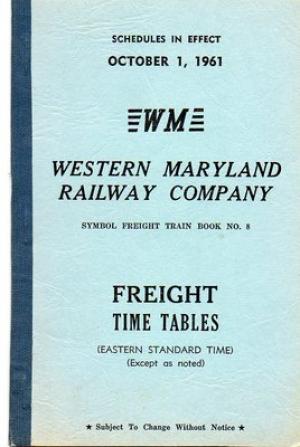 SCHEDULES IN EFFECT
OCTOBER 1, 1961
WM
WESTERN MARYLAND
RAILWAY COMPANY
SYMBOL FREIGHT TRAIN BOOK NO. 8
FREIGHT
TIME TABLES
(EASTERN STANDARD TIME)
(Except as noted)
★ Subject To Change Without Notice ★